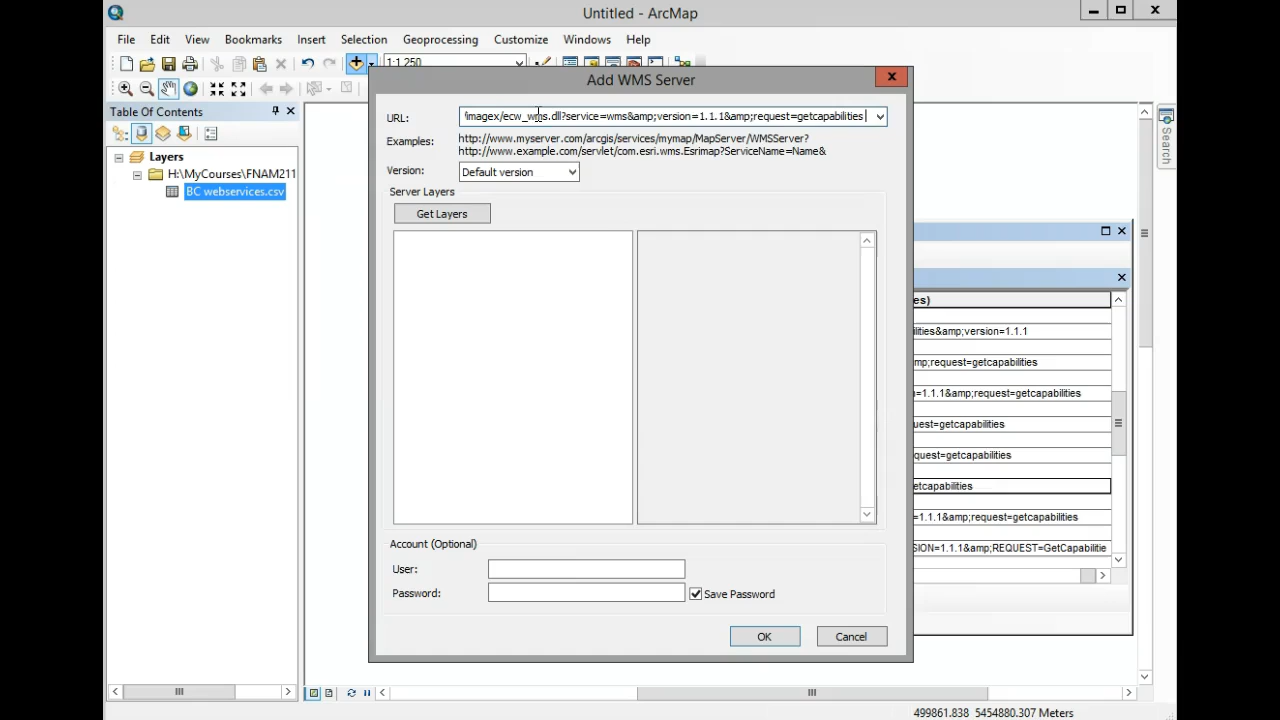 Untitled - ArcMap
File Edit View Bookmarks Insert Selection Geoprocessing Customize Windows Help
1:1,250
Table Of Contents
Layers
H:\MyCourses\FNAM211
BC webservices.csv
Add WMS Server
URL: imagex/ecw_wms.dll?service=wms&amp;version=1.1.1&amp;request=getcapabilities
Examples: http://www.myserver.com/arcgis/services/mymap/MapServer/WMSServer?
http://www.example.com/servlet/com.esri.wms.Esrimap?ServiceName=Name&
Version: Default version
Server Layers
Get Layers
Account (Optional)
User:
Password:
Save Password
OK Cancel
Search
es)
ilities&amp;version=1.1.1
mp;request=getcapabilities
n=1.1.1&amp;request=getcapabilities
uest=getcapabilities
quest=getcapabilities
etcapabilities
=1.1.1&amp;request=getcapabilities
SION=1.1.1&amp;REQUEST=GetCapabilitie
499861.838 5454880.307 Meters